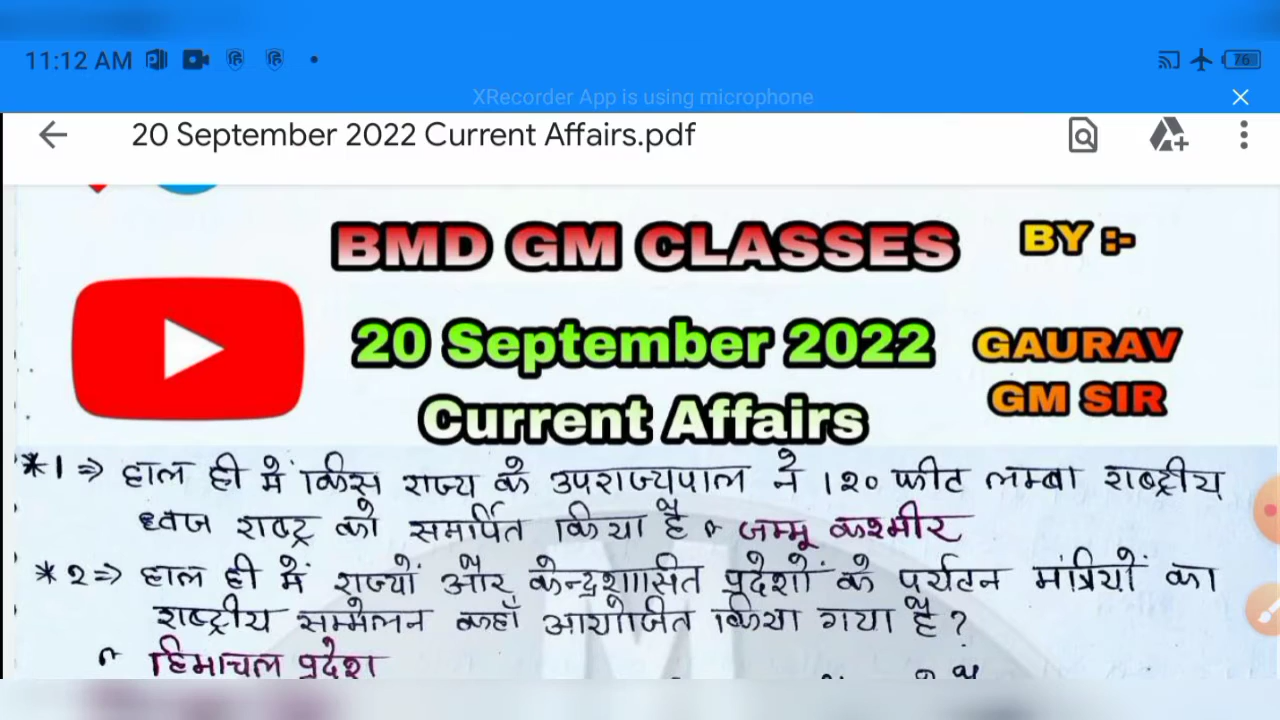 11:12 AM
76
XRecorder App is using microphone
20 September 2022 Current Affairs.pdf
BMD GM CLASSES
BY :-
20 September 2022
GAURAV
Current Affairs
GM SIR
*1⇒ हाल ही में किस राज्य के उपराज्यपाल ने 120 फीट लम्बा राष्ट्रीय
ध्वज राष्ट्र को समर्पित किया है जम्मू कश्मीर
*2⇒ हाल ही में राज्यों और केन्द्रशासित प्रदेशों के पर्यटन मंत्रियों का
राष्ट्रीय सम्मेलन कहाँ आयोजित किया गया है ?
हिमाचल प्रदेश